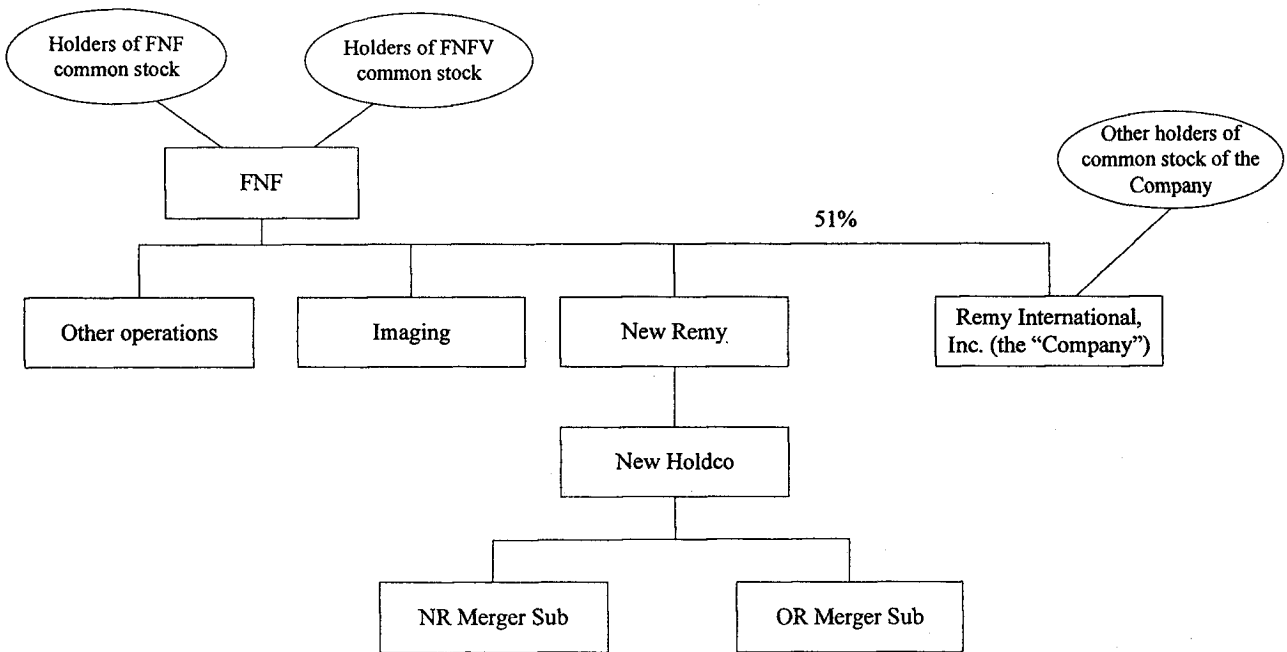 Holders of FNF
common stock
Holders of FNFV
common stock
Other holders of
common stock of the
Company
FNF
51%
Other operations
Imaging
New Remy
Remy International,
Inc. (the “Company”)
New Holdco
NR Merger Sub
OR Merger Sub